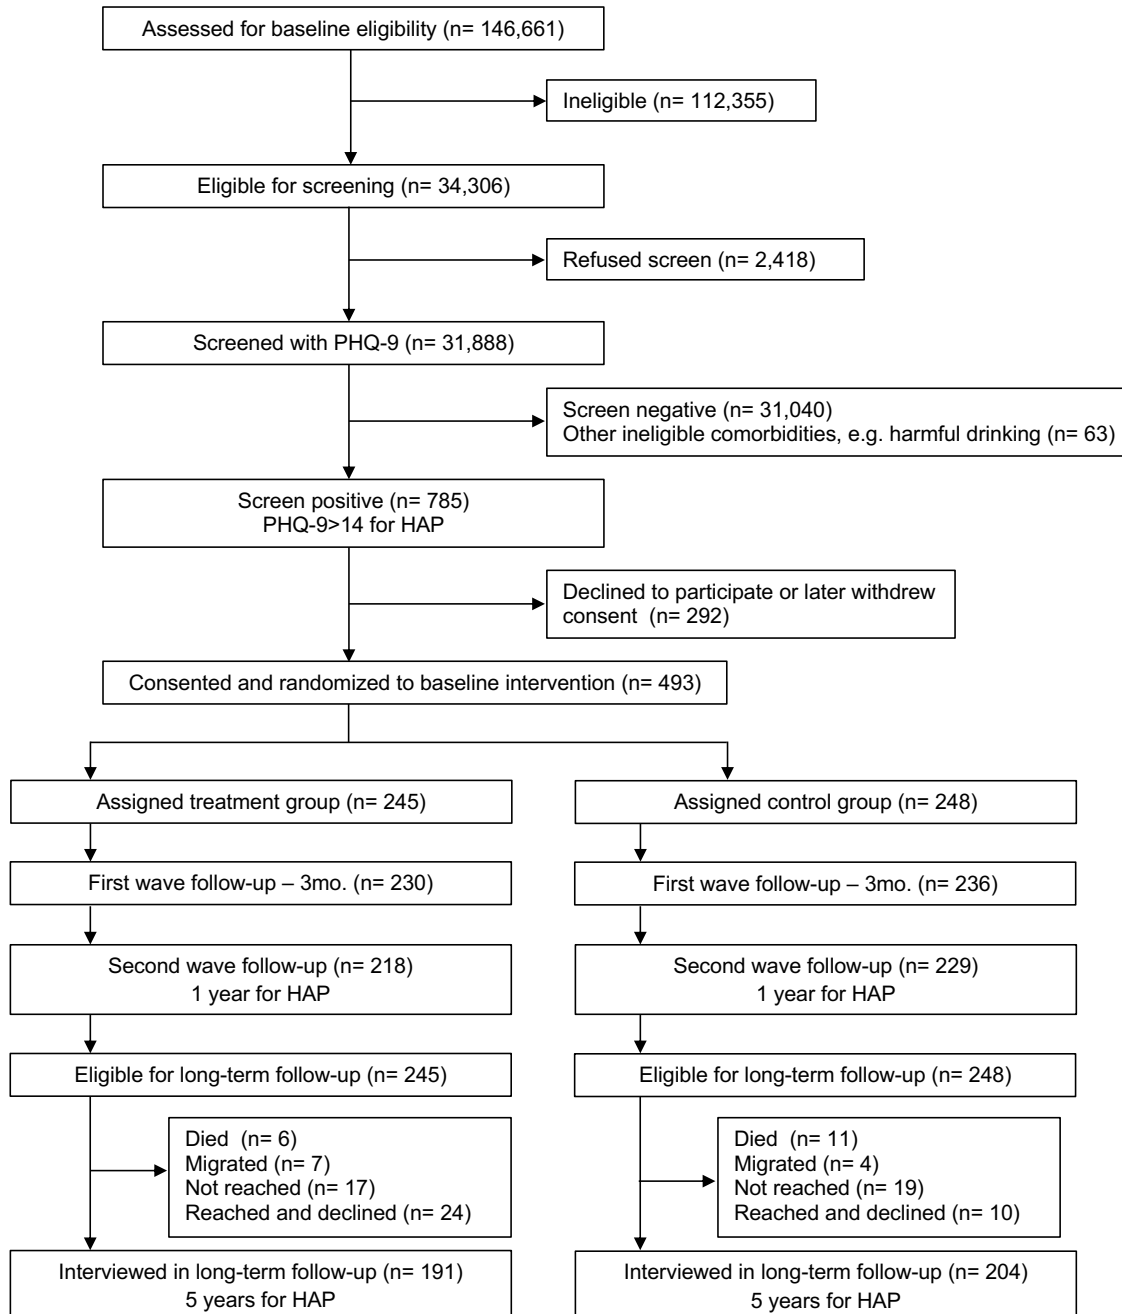 Assessed for baseline eligibility (n= 146,661)
Ineligible (n= 112,355)
Eligible for screening (n= 34,306)
Refused screen (n= 2,418)
Screened with PHQ-9 (n= 31,888)
Screen negative (n= 31,040)
Other ineligible comorbidities, e.g. harmful drinking (n= 63)
Screen positive (n= 785)
PHQ-9>14 for HAP
Declined to participate or later withdrew
consent (n= 292)
Consented and randomized to baseline intervention (n= 493)
Assigned treatment group (n= 245)
Assigned control group (n= 248)
First wave follow-up – 3mo. (n= 230)
First wave follow-up – 3mo. (n= 236)
Second wave follow-up (n= 218)
1 year for HAP
Second wave follow-up (n= 229)
1 year for HAP
Eligible for long-term follow-up (n= 245)
Eligible for long-term follow-up (n= 248)
Died (n= 6)
Migrated (n= 7)
Not reached (n= 17)
Reached and declined (n= 24)
Died (n= 11)
Migrated (n= 4)
Not reached (n= 19)
Reached and declined (n= 10)
Interviewed in long-term follow-up (n= 191)
5 years for HAP
Interviewed in long-term follow-up (n= 204)
5 years for HAP